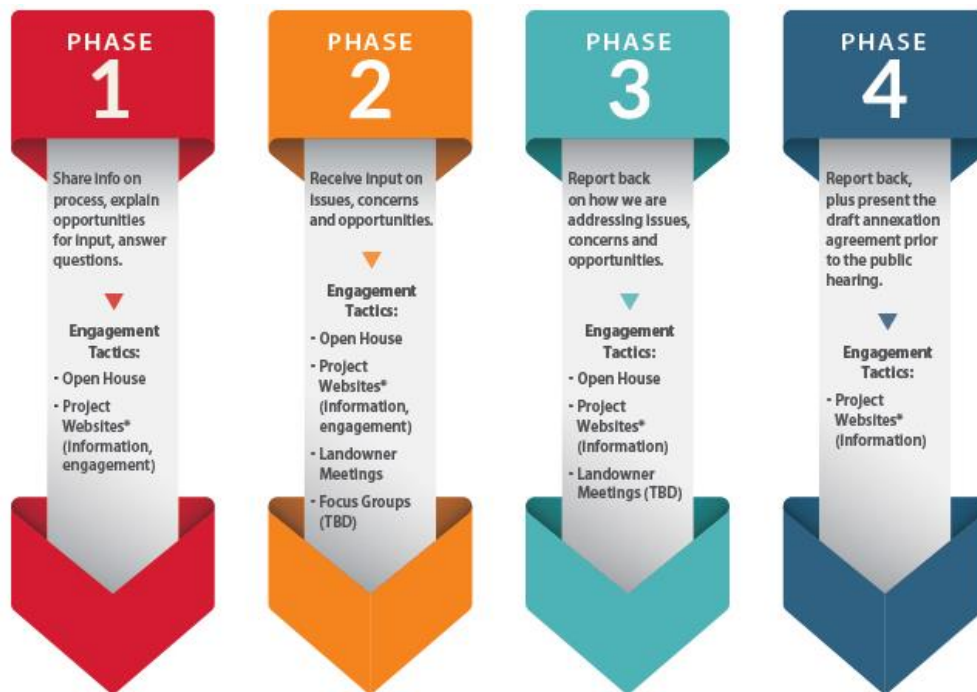 PHASE
1
Share info on
process, explain
opportunities
for input, answer
questions.
Engagement
Tactics:
- Open House
- Project
Websites*
(information,
engagement)
PHASE
2
Receive input on
issues, concerns
and opportunities.
Engagement
Tactics:
- Open House
- Project
Websites*
(information,
engagement)
- Landowner
Meetings
- Focus Groups
(TBD)
PHASE
3
Report back
on how we are
addressing issues,
concerns and
opportunities.
Engagement
Tactics:
- Open House
- Project
Websites*
(information)
- Landowner
Meetings (TBD)
PHASE
4
Report back,
plus present the
draft annexation
agreement prior
to the public
hearing.
Engagement
Tactics:
- Project
Websites*
(information)